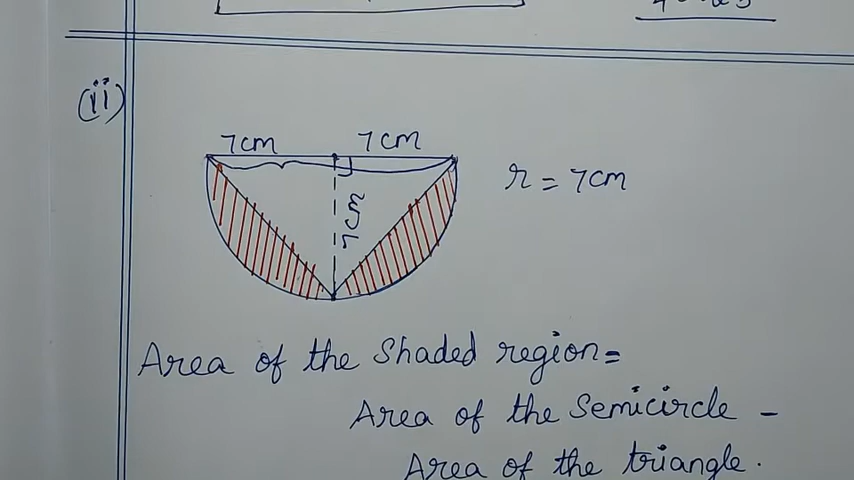 (ii)
7cm 7cm
7cm
r = 7cm
Area of the shaded region =
Area of the Semicircle -
Area of the triangle.